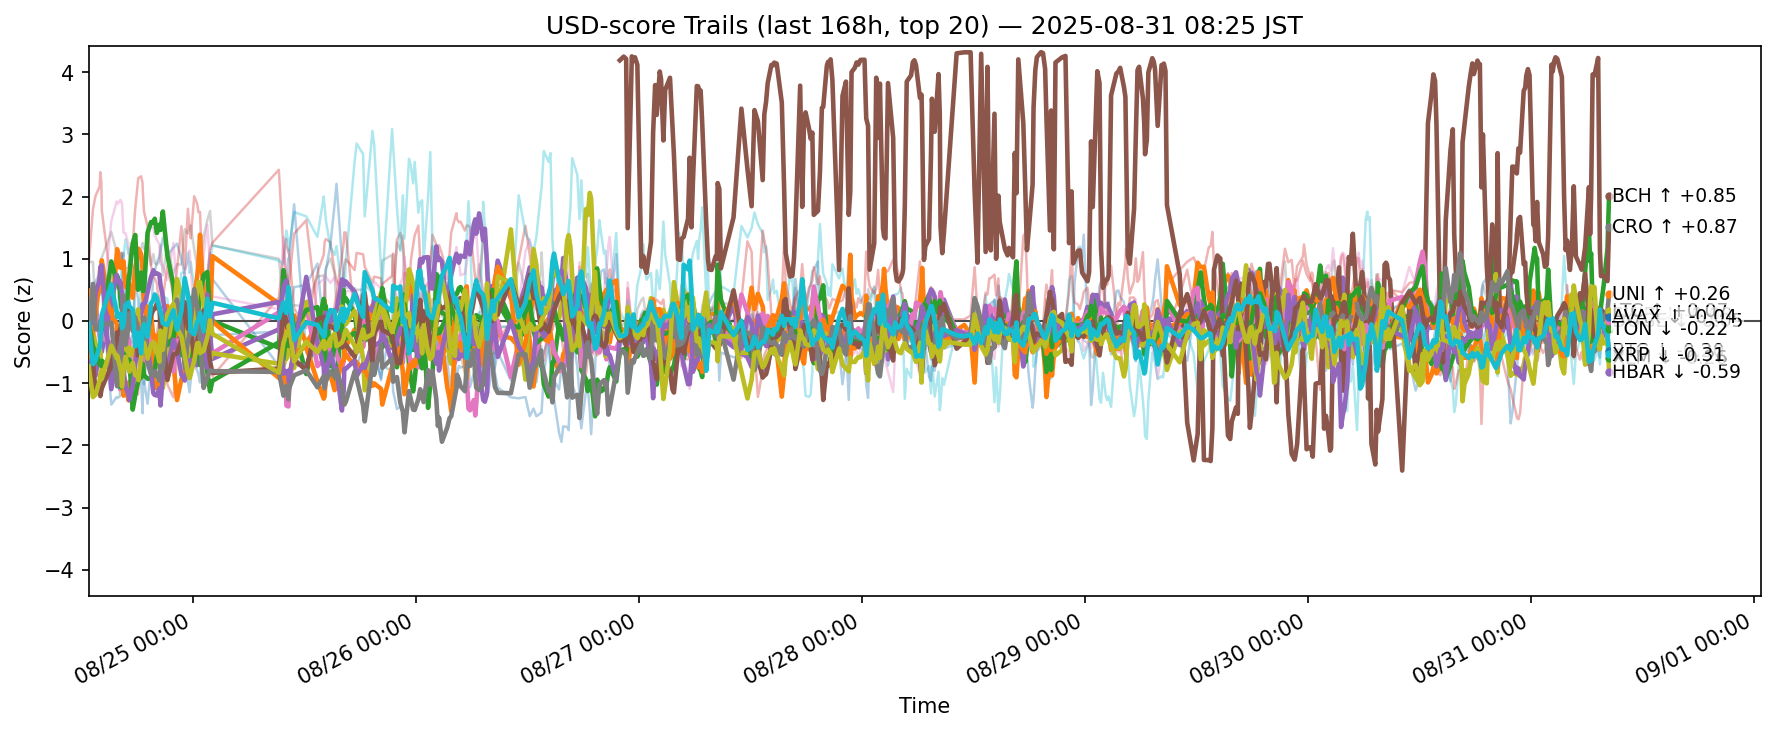 USD-score Trails (last 168h, top 20) — 2025-08-31 08:25 JST
Score (z)
4
3
2
1
0
−1
−2
−3
−4
BCH ↑ +0.85
CRO ↑ +0.87
UNI ↑ +0.26
AVAX ↓ -0.04
TON ↓ -0.22
XRP ↓ -0.31
HBAR ↓ -0.59
08/25 00:00
08/26 00:00
08/27 00:00
08/28 00:00
08/29 00:00
08/30 00:00
08/31 00:00
09/01 00:00
Time